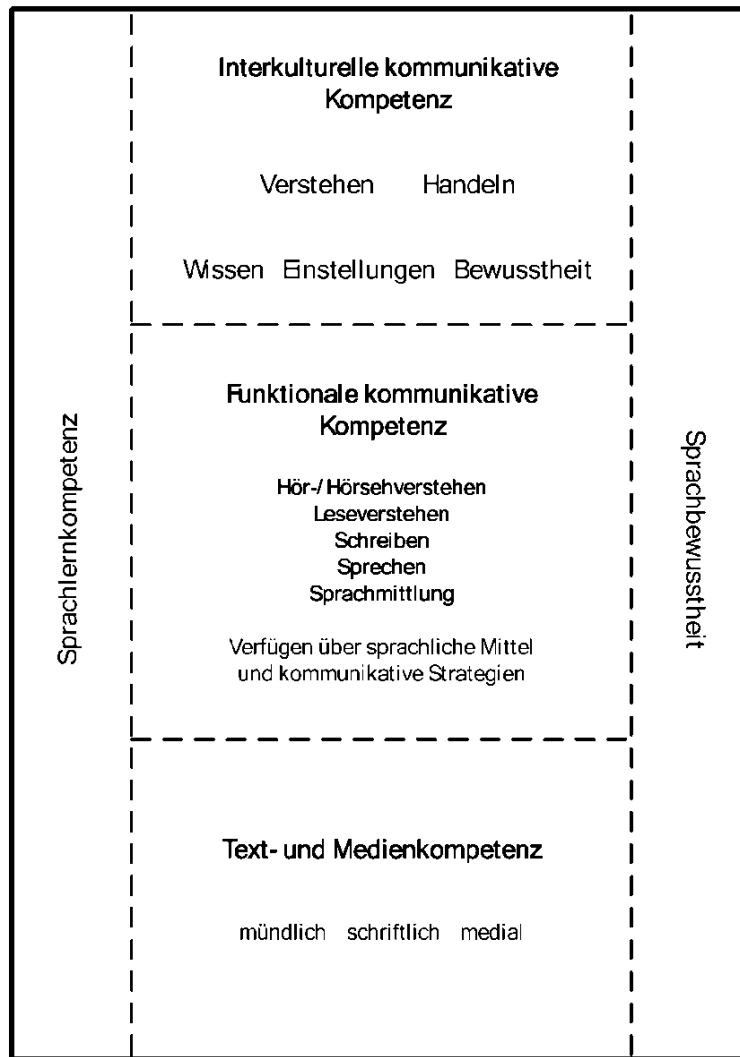 Interkulturelle kommunikative
Kompetenz
Verstehen Handeln
Wissen Einstellungen Bewusstheit
Sprachlernkompetenz
Funktionale kommunikative
Kompetenz
Hör-/ Hörsehverstehen
Leseverstehen
Schreiben
Sprechen
Sprachmittlung
Verfügen über sprachliche Mittel
und kommunikative Strategien
Sprachbewusstheit
Text- und Medienkompetenz
mündlich schriftlich medial